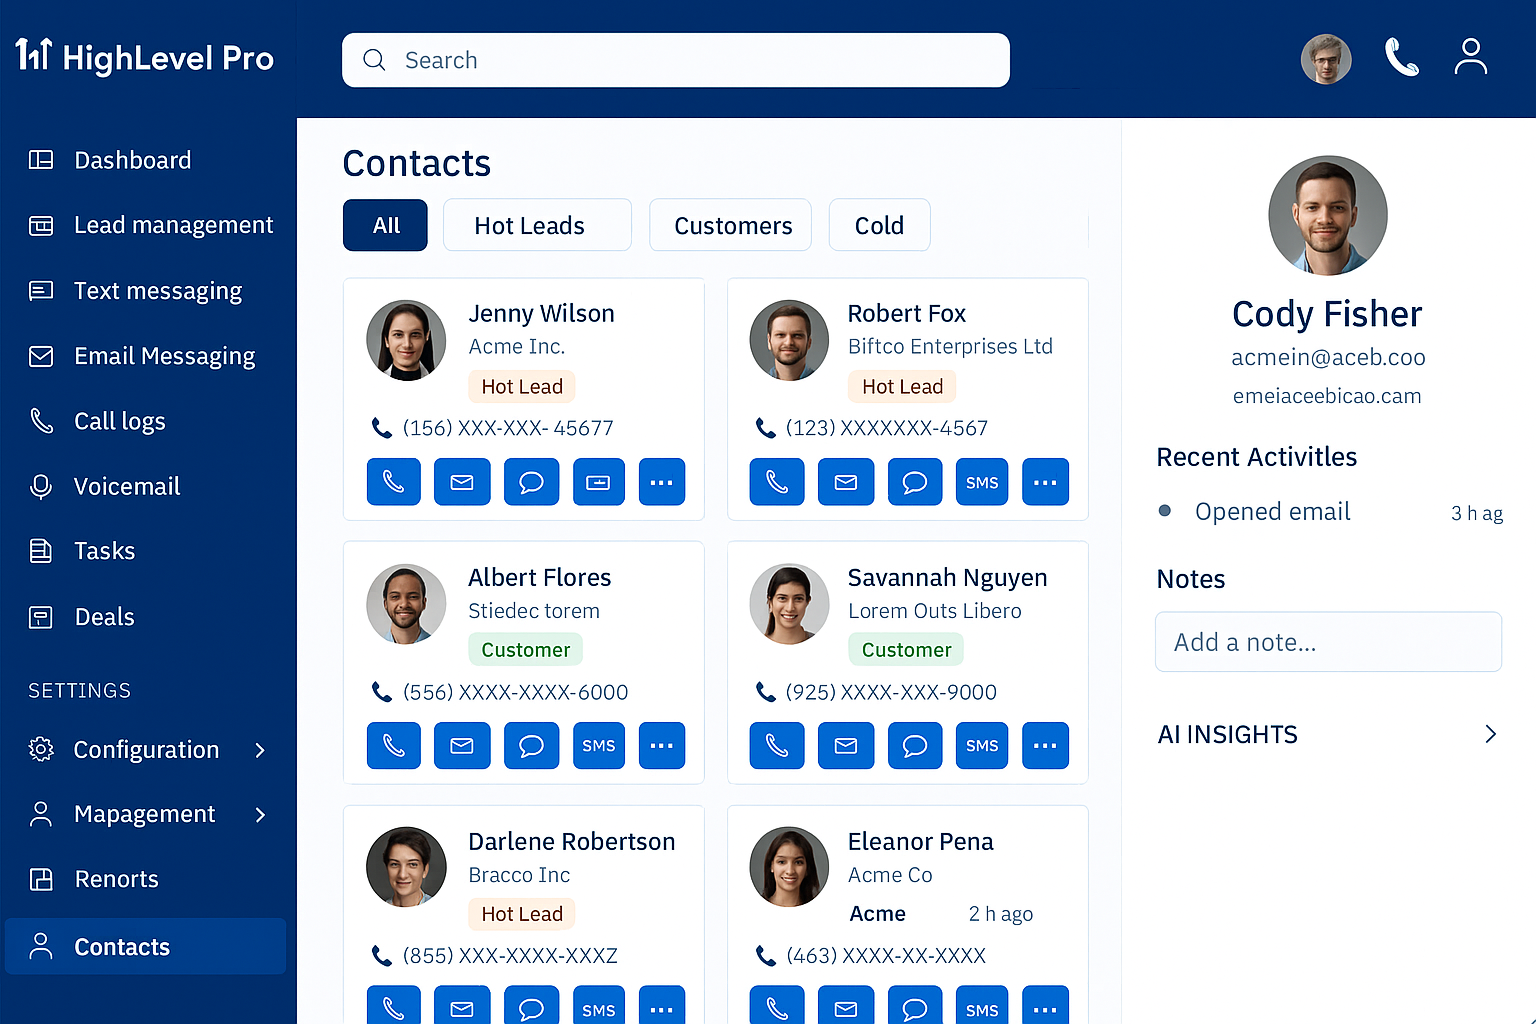 HighLevel Pro
Search
Dashboard
Lead management
Text messaging
Email Messaging
Call logs
Voicemail
Tasks
Deals
SETTINGS
Configuration
Mapagement
Renorts
Contacts
Contacts
All
Hot Leads
Customers
Cold
Jenny Wilson
Acme Inc.
Hot Lead
(156) XXX-XXX- 45677
Robert Fox
Biftco Enterprises Ltd
Hot Lead
(123) XXXXXXX-4567
SMS
Albert Flores
Stiedec torem
Customer
(556) XXXX-XXXX-6000
SMS
Savannah Nguyen
Lorem Outs Libero
Customer
(925) XXXX-XXX-9000
SMS
Darlene Robertson
Bracco Inc
Hot Lead
(855) XXX-XXXX-XXXZ
SMS
Eleanor Pena
Acme Co
Acme 2 h ago
(463) XXXX-XX-XXXX
SMS
Cody Fisher
acmein@aceb.coo
emeiaceebicao.cam
Recent Activitles
Opened email 3 h ag
Notes
Add a note...
AI INSIGHTS